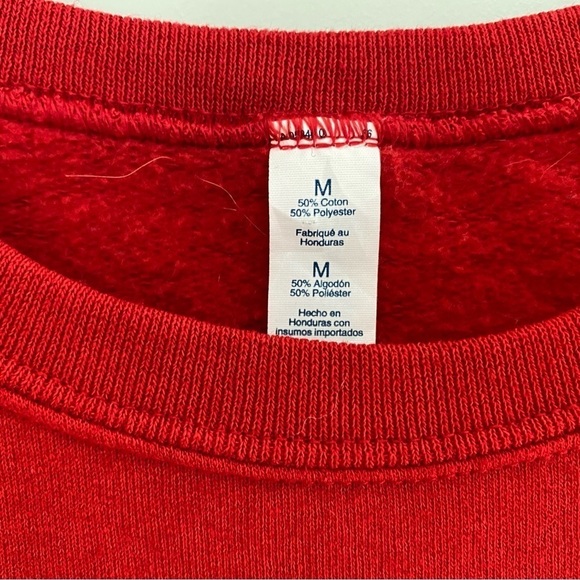 M
50% Coton
50% Polyester
Fabriqué au
Honduras
M
50% Algodón
50% Poliéster
Hecho en
Honduras con
insumos importados